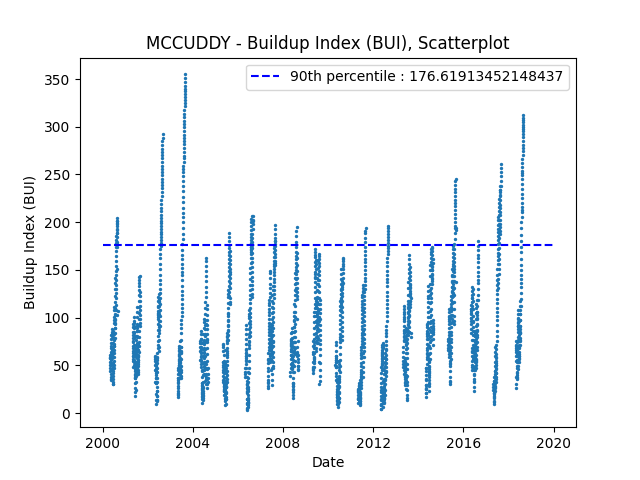 MCCUDDY - Buildup Index (BUI), Scatterplot
90th percentile : 176.61913452148437
Buildup Index (BUI)
350
300
250
200
150
100
50
0
2000 2004 2008 2012 2016 2020
Date